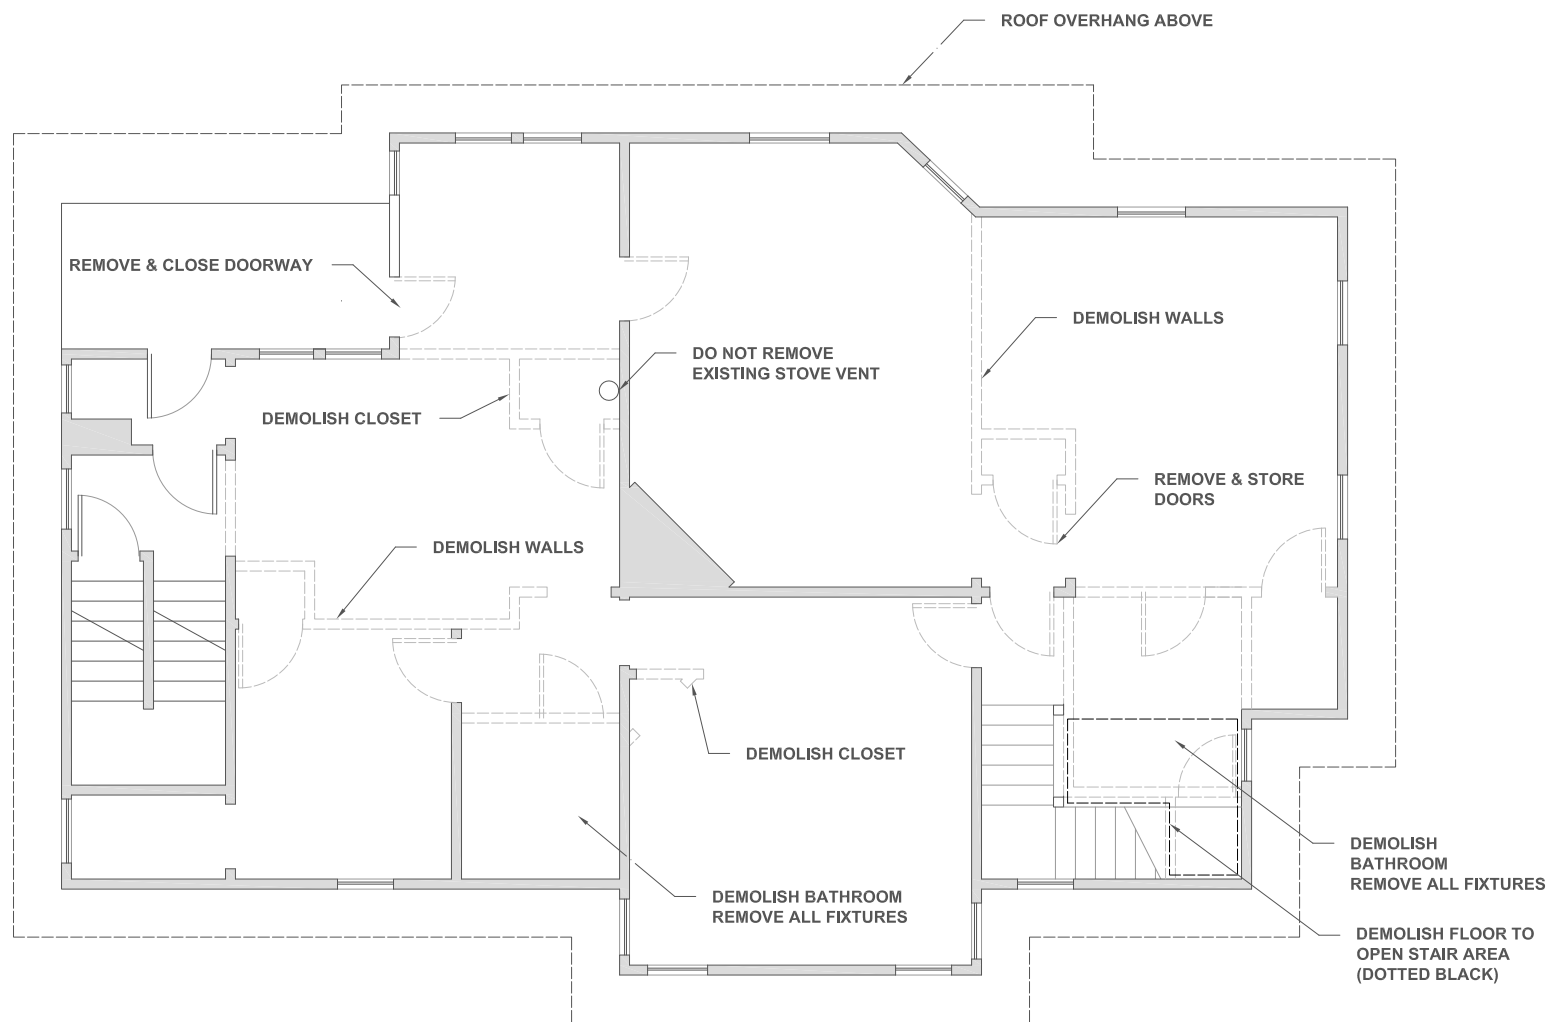 ROOF OVERHANG ABOVE
REMOVE & CLOSE DOORWAY
DEMOLISH WALLS
DO NOT REMOVE
EXISTING STOVE VENT
DEMOLISH CLOSET
REMOVE & STORE
DOORS
DEMOLISH WALLS
DEMOLISH CLOSET
DEMOLISH
BATHROOM
REMOVE ALL FIXTURES
DEMOLISH BATHROOM
REMOVE ALL FIXTURES
DEMOLISH FLOOR TO
OPEN STAIR AREA
(DOTTED BLACK)